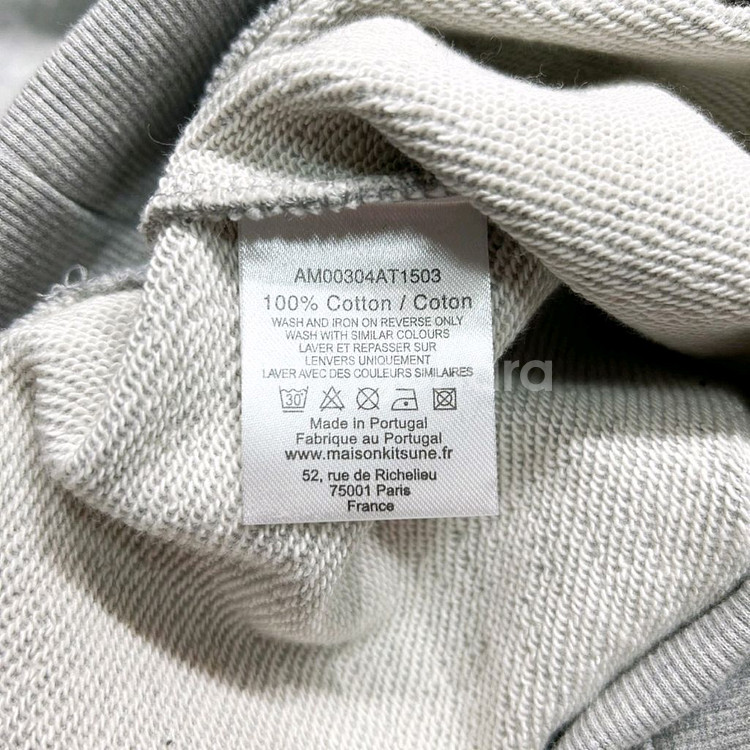 AM00304AT1503
100% Cotton / Coton
WASH AND IRON ON REVERSE ONLY
WASH WITH SIMILAR COLOURS
LAVER ET REPASSER SUR
LENVERS UNIQUEMENT
LAVER AVEC DES COULEURS SIMILAIRES
30°
Made in Portugal
Fabrique au Portugal
www.maisonkitsune.fr
52, rue de Richelieu
75001 Paris
France